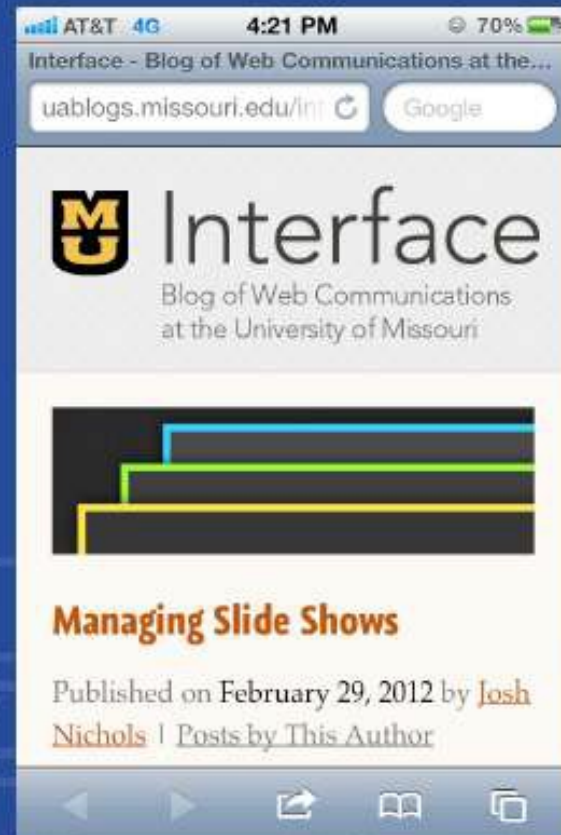 AT&T 4G 4:21 PM 70%
Interface - Blog of Web Communications at the...
uablogs.missouri.edu/in Google
MU Interface
Blog of Web Communications
at the University of Missouri
Managing Slide Shows
Published on February 29, 2012 by Josh
Nichols | Posts by This Author